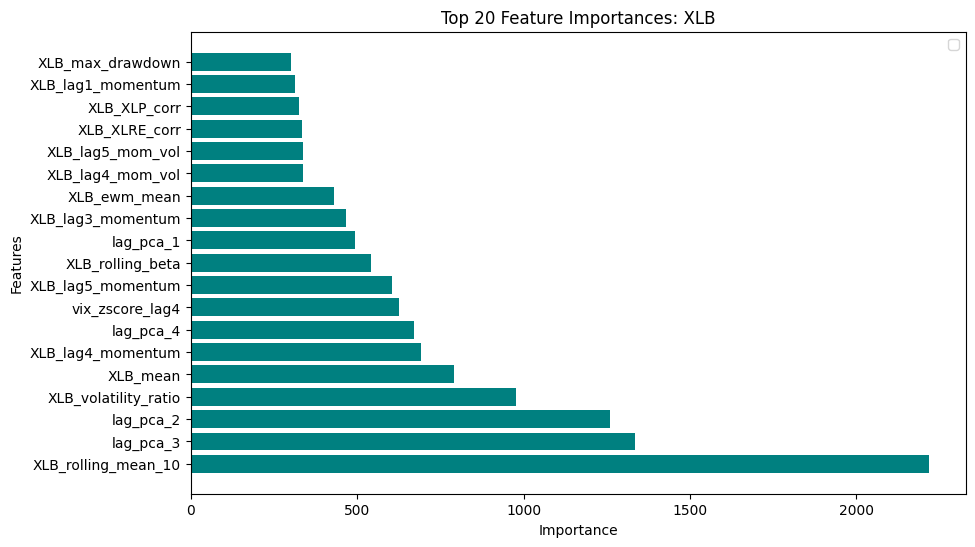 Top 20 Feature Importances: XLB
Features
XLB_max_drawdown
XLB_lag1_momentum
XLB_XLP_corr
XLB_XLRE_corr
XLB_lag5_mom_vol
XLB_lag4_mom_vol
XLB_ewm_mean
XLB_lag3_momentum
lag_pca_1
XLB_rolling_beta
XLB_lag5_momentum
vix_zscore_lag4
lag_pca_4
XLB_lag4_momentum
XLB_mean
XLB_volatility_ratio
lag_pca_2
lag_pca_3
XLB_rolling_mean_10
0 500 1000 1500 2000
Importance